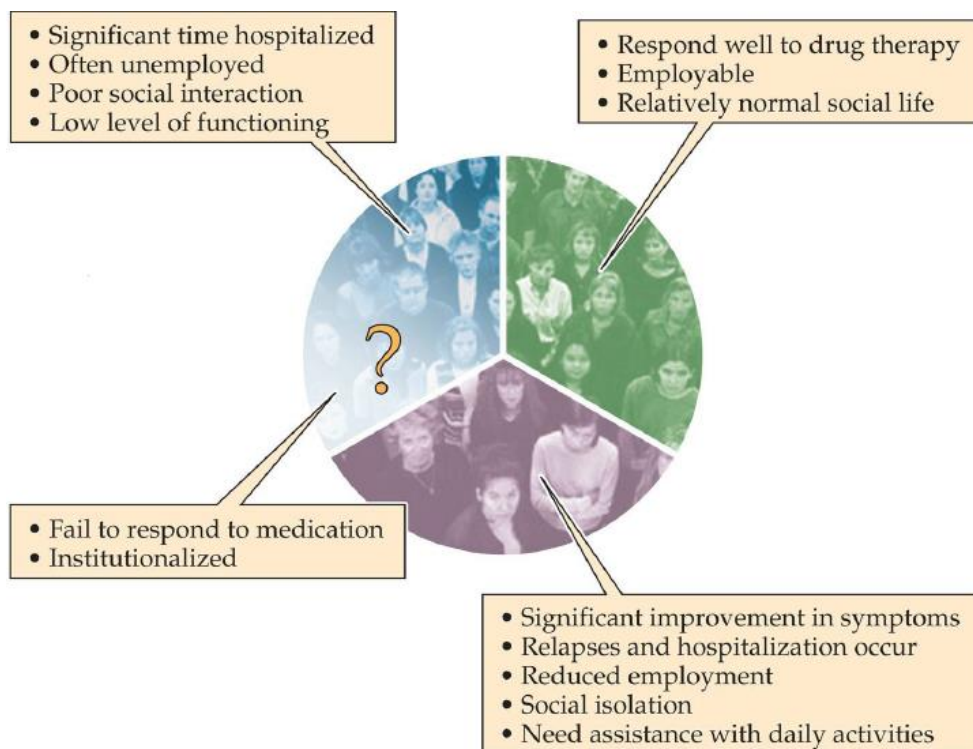 • Significant time hospitalized
• Often unemployed
• Poor social interaction
• Low level of functioning
• Respond well to drug therapy
• Employable
• Relatively normal social life
?
• Fail to respond to medication
• Institutionalized
• Significant improvement in symptoms
• Relapses and hospitalization occur
• Reduced employment
• Social isolation
• Need assistance with daily activities